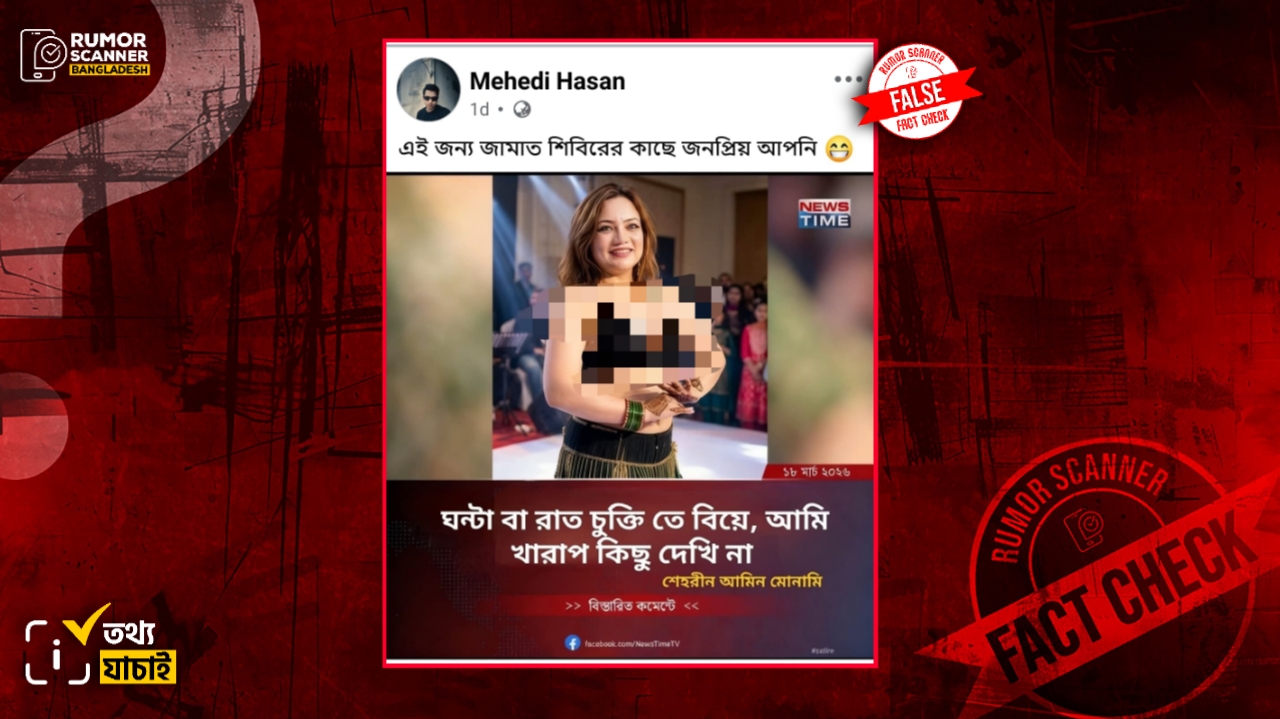 RUMOR
SCANNER
BANGLADESH
Mehedi Hasan
1d
এই জন্য জামাত শিবিরের কাছে জনপ্রিয় আপনি
RUMOR SCANNER
FALSE
FACT CHECK
NEWS
TIME
১৮ মার্চ ২০২৬
ঘন্টা বা রাত চুক্তি তে বিয়ে, আমি
খারাপ কিছু দেখি না
শেহরীন আমিন মোনামি
>> বিস্তারিত কমেন্টে <<
facebook.com/NewsTimeTV
#satire
তথ্য
যাচাই
RUMOR SCANNER
FACT CHECK